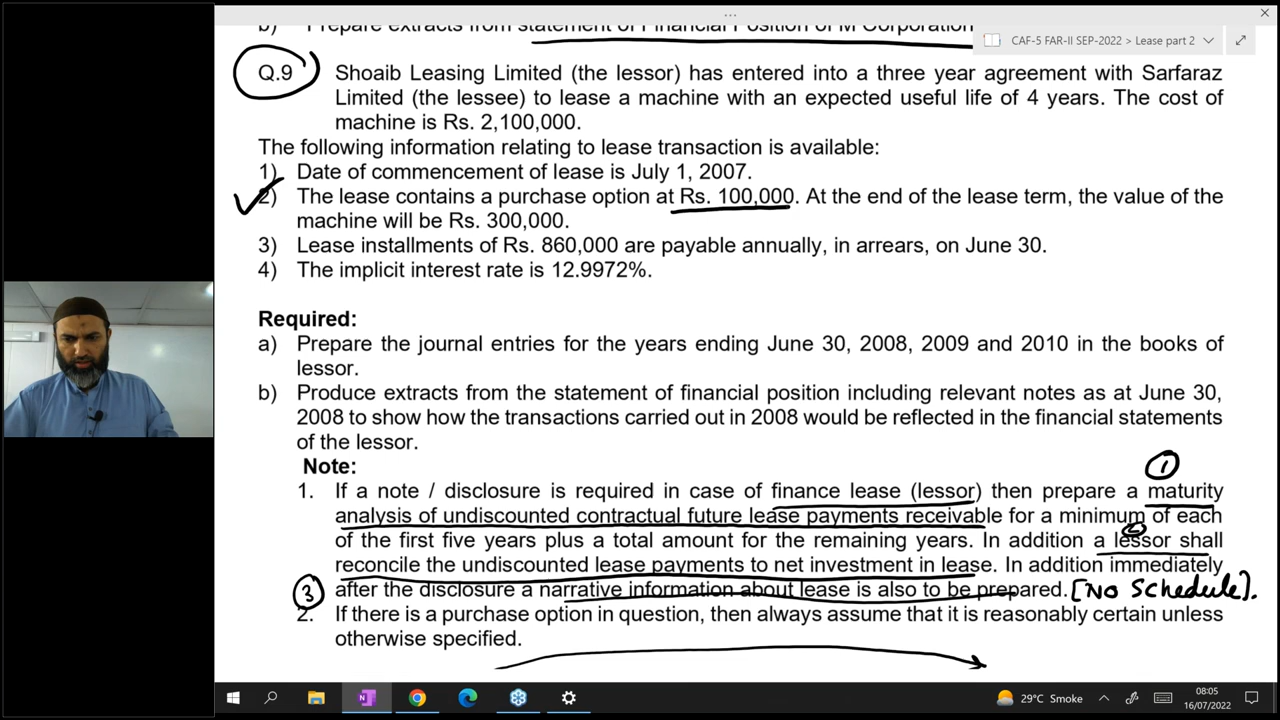 b) Prepare extracts from statement of Financial Position of M Corporation
CAF-5 FAR-II SEP-2022 > Lease part 2
Q.9 Shoaib Leasing Limited (the lessor) has entered into a three year agreement with Sarfaraz
Limited (the lessee) to lease a machine with an expected useful life of 4 years. The cost of
machine is Rs. 2,100,000.
The following information relating to lease transaction is available:
1) Date of commencement of lease is July 1, 2007.
2) The lease contains a purchase option at Rs. 100,000. At the end of the lease term, the value of the
machine will be Rs. 300,000.
3) Lease installments of Rs. 860,000 are payable annually, in arrears, on June 30.
4) The implicit interest rate is 12.9972%.
Required:
a) Prepare the journal entries for the years ending June 30, 2008, 2009 and 2010 in the books of
lessor.
b) Produce extracts from the statement of financial position including relevant notes as at June 30,
2008 to show how the transactions carried out in 2008 would be reflected in the financial statements
of the lessor.
Note:
①
1. If a note / disclosure is required in case of finance lease (lessor) then prepare a maturity
analysis of undiscounted contractual future lease payments receivable for a minimum of each
of the first five years plus a total amount for the remaining years. In addition a lessor shall
reconcile the undiscounted lease payments to net investment in lease. In addition immediately
③ after the disclosure a narrative information about lease is also to be prepared. [No Schedule].
2. If there is a purchase option in question, then always assume that it is reasonably certain unless
otherwise specified.
29°C Smoke
08:05
16/07/2022